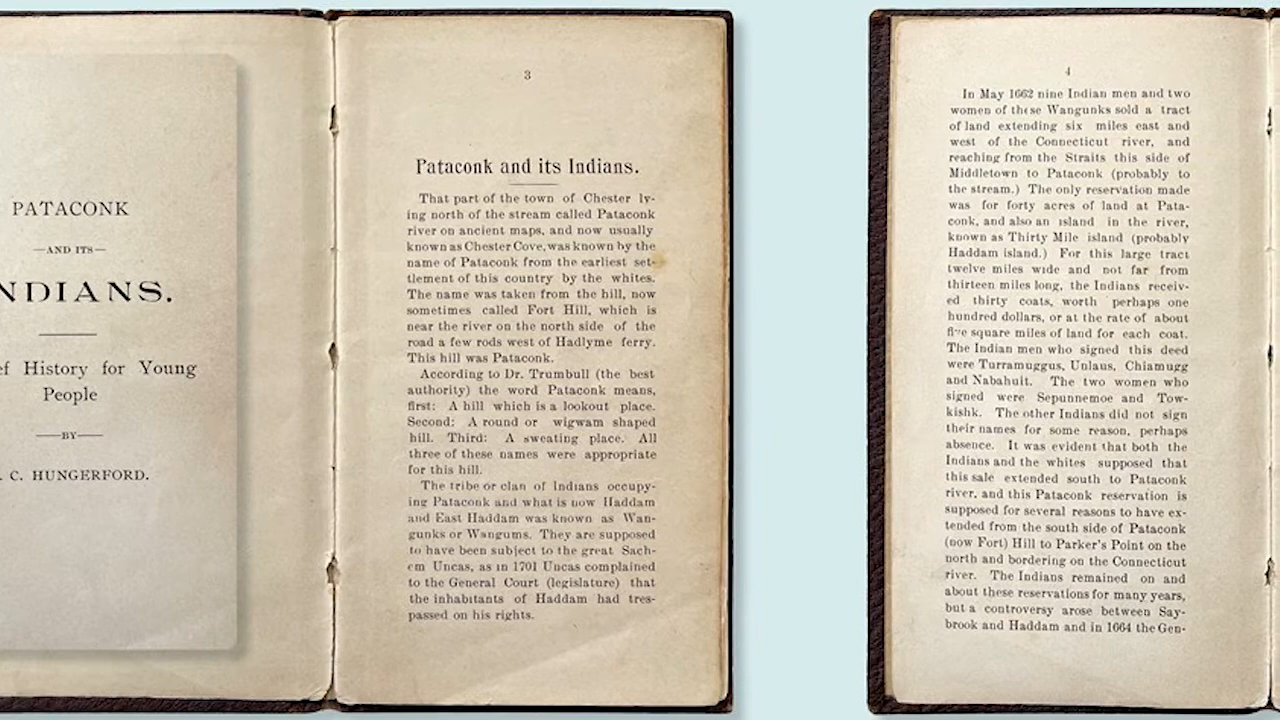 PATACONK
—AND ITS—
NDIANS.
ef History for Young
People
—BY—
. C. HUNGERFORD.
3
Pataconk and its Indians.
That part of the town of Chester ly-
ing north of the stream called Pataconk
river on ancient maps, and now usually
known as Chester Cove, was known by the
name of Pataconk from the earliest set-
tlement of this country by the whites.
The name was taken from the hill, now
sometimes called Fort Hill, which is
near the river on the north side of the
road a few rods west of Hadlyme ferry.
This hill was Pataconk.
According to Dr. Trumbull (the best
authority) the word Pataconk means,
first: A hill which is a lookout place.
Second: A round or wigwam shaped
hill. Third: A sweating place. All
three of these names were appropriate
for this hill.
The tribe or clan of Indians occupy-
ing Pataconk and what is now Haddam
and East Haddam was known as Wan-
gunks or Wangums. They are supposed
to have been subject to the great Sach-
em Uncas, as in 1701 Uncas complained
to the General Court (legislature) that
the inhabitants of Haddam had tres-
passed on his rights.
4
In May 1662 nine Indian men and two
women of these Wangunks sold a tract
of land extending six miles east and
west of the Connecticut river, and
reaching from the Straits this side of
Middletown to Pataconk (probably to
the stream.) The only reservation made
was for forty acres of land at Pata-
conk, and also an island in the river,
known as Thirty Mile island (probably
Haddam island.) For this large tract
twelve miles wide and not far from
thirteen miles long, the Indians receiv-
ed thirty coats, worth perhaps one
hundred dollars, or at the rate of about
five square miles of land for each coat.
The Indian men who signed this deed
were Turramuggus, Unlaus, Chiamugg
and Nabahuit. The two women who
signed were Sepunnemoe and Tow-
kishk. The other Indians did not sign
their names for some reason, perhaps
absence. It was evident that both the
Indians and the whites supposed that
this sale extended south to Pataconk
river, and this Pataconk reservation is
supposed for several reasons to have ex-
tended from the south side of Pataconk
(now Fort) Hill to Parker's Point on the
north and bordering on the Connecticut
river. The Indians remained on and
about these reservations for many years,
but a controversy arose between Say-
brook and Haddam and in 1664 the Gen-